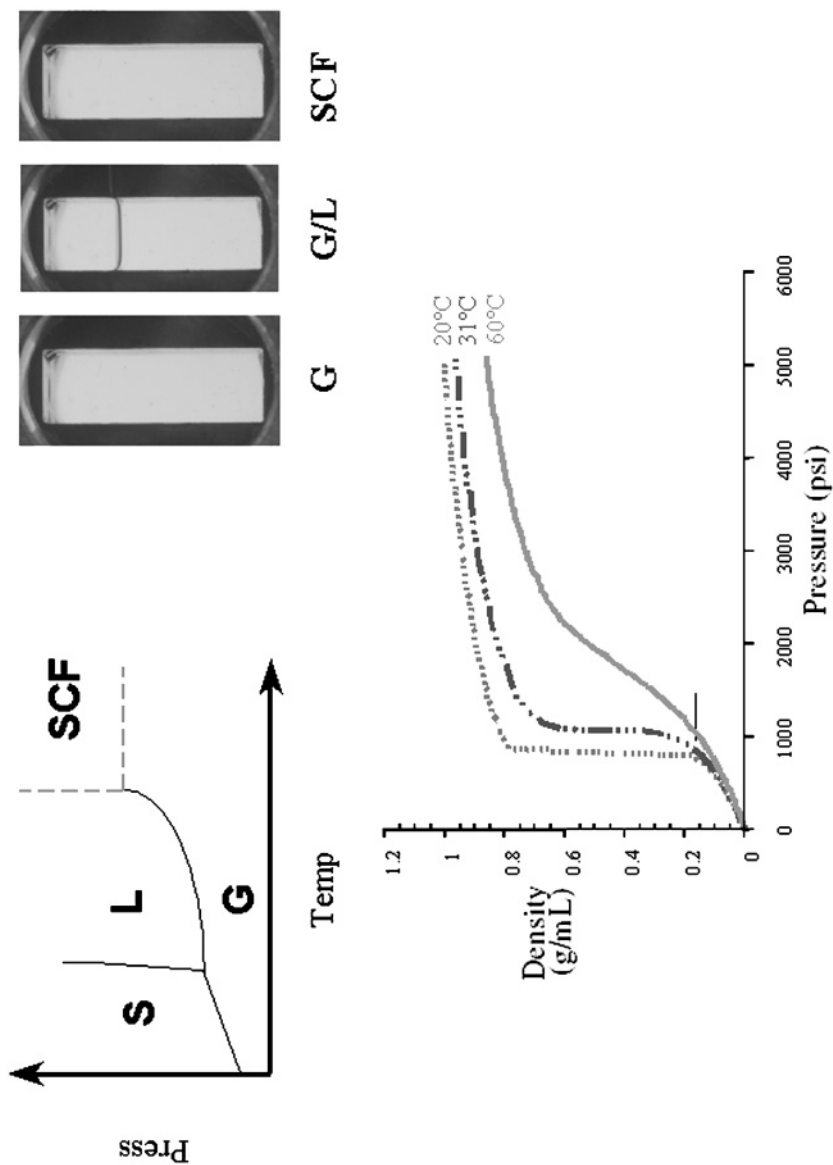 Press
S
L
G
SCF
Temp
G
G/L
SCF
Density
(g/mL)
1.2
1
0.8
0.6
0.4
0.2
0
0
1000
2000
3000
4000
5000
6000
Pressure (psi)
20°C
31°C
60°C